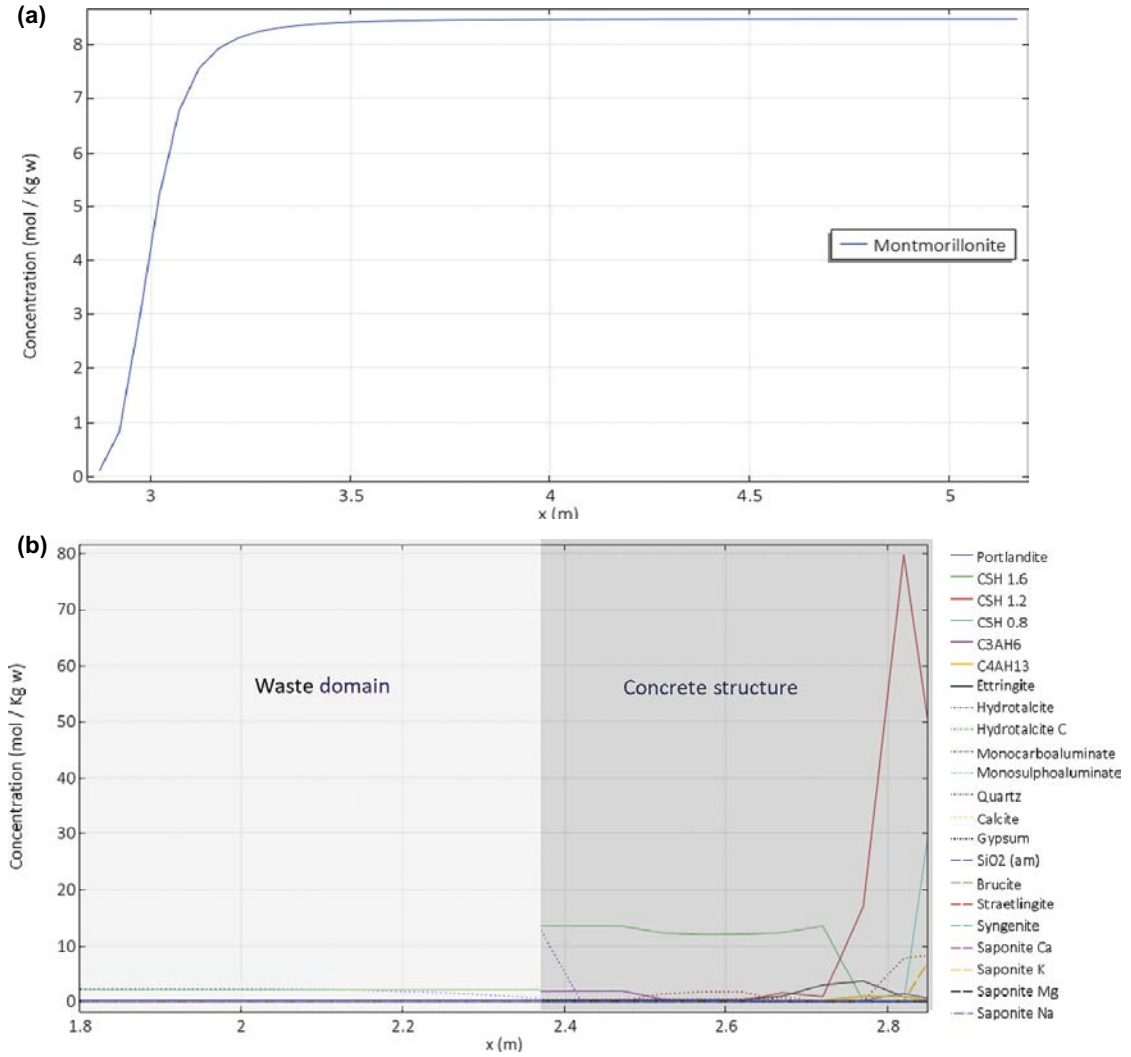 (a)
8
7
6
5
4
3
2
1
0
Concentration (mol / Kg w)
Montmorillonite
3
3.5
4
4.5
5
x (m)
(b)
80
70
60
50
40
30
20
10
0
Concentration (mol / Kg w)
Waste domain
Concrete structure
1.8
2
2.2
2.4
2.6
2.8
x (m)
Portlandite
CSH 1.6
CSH 1.2
CSH 0.8
C3AH6
C4AH13
Ettringite
Hydrotalcite
Hydrotalcite C
Monocarboaluminate
Monosulphoaluminate
Quartz
Calcite
Gypsum
SiO2 (am)
Brucite
Straetlingite
Syngenite
Saponite Ca
Saponite K
Saponite Mg
Saponite Na